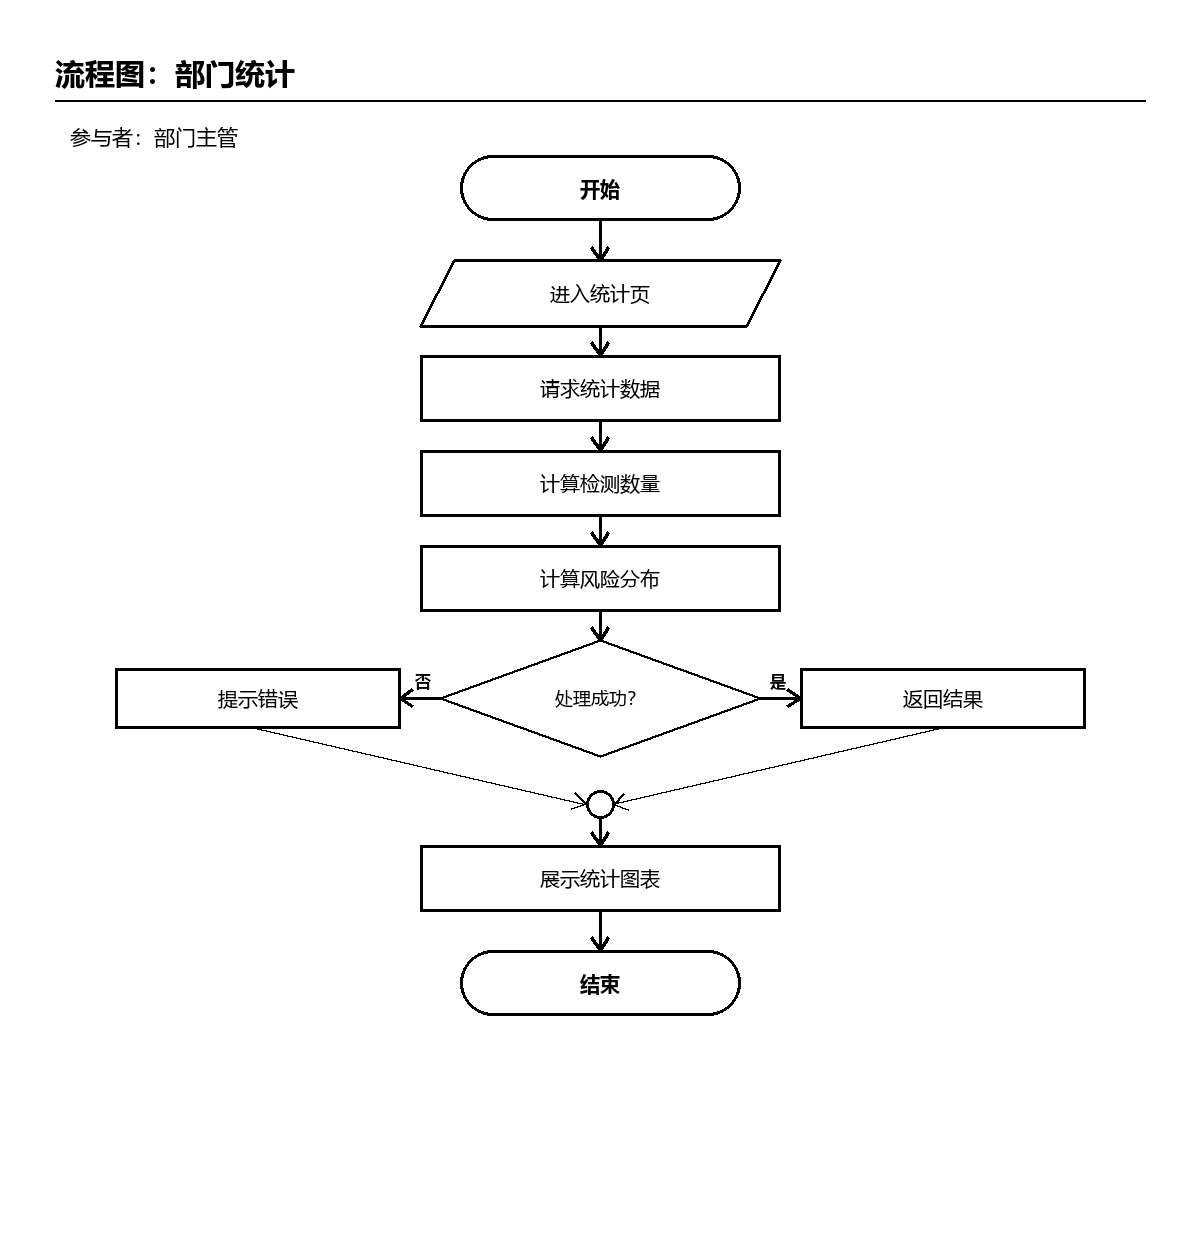 流程图：部门统计
参与者：部门主管
开始
进入统计页
请求统计数据
计算检测数量
计算风险分布
否
是
提示错误
处理成功?
返回结果
展示统计图表
结束